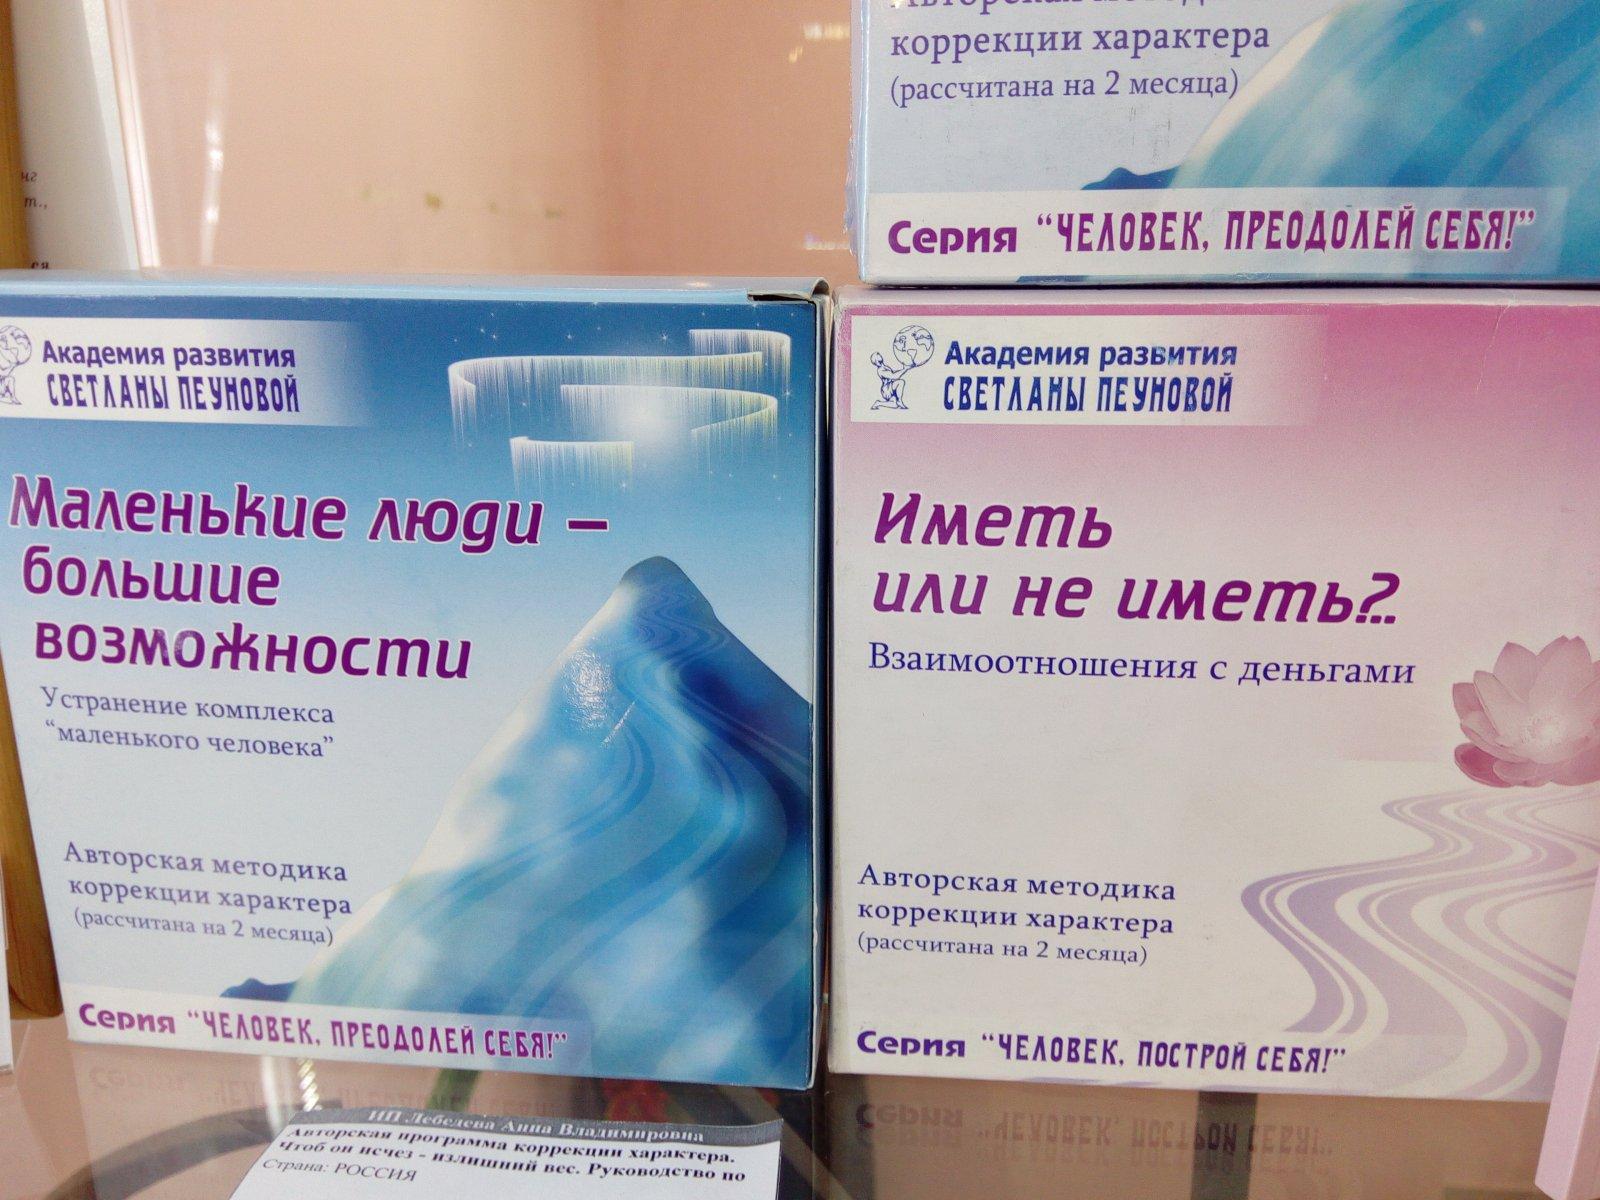 коррекции характера
(рассчитана на 2 месяца)
Серия "ЧЕЛОВЕК, ПРЕОДОЛЕЙ СЕБЯ!"
Академия развития
СВЕТЛАНЫ ПЕУНОВОЙ
Маленькие люди –
большие
возможности
Устранение комплекса
"маленького человека"
Авторская методика
коррекции характера
(рассчитана на 2 месяца)
Серия "ЧЕЛОВЕК, ПРЕОДОЛЕЙ СЕБЯ!"
Академия развития
СВЕТЛАНЫ ПЕУНОВОЙ
Иметь
или не иметь?..
Взаимоотношения с деньгами
Авторская методика
коррекции характера
(рассчитана на 2 месяца)
Серия "ЧЕЛОВЕК, ПОСТРОЙ СЕБЯ!"
ИП Лебедева Анна Владимировна
Авторская программа коррекции характера.
Чтоб он исчез - излишний вес. Руководство по
Страна: РОССИЯ